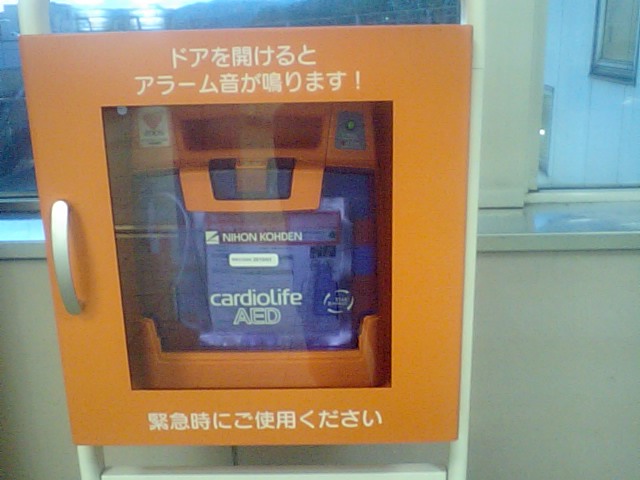 ドアを開けると
アラーム音が鳴ります！
NIHON KOHDEN
cardiolife
AED
緊急時にご使用ください